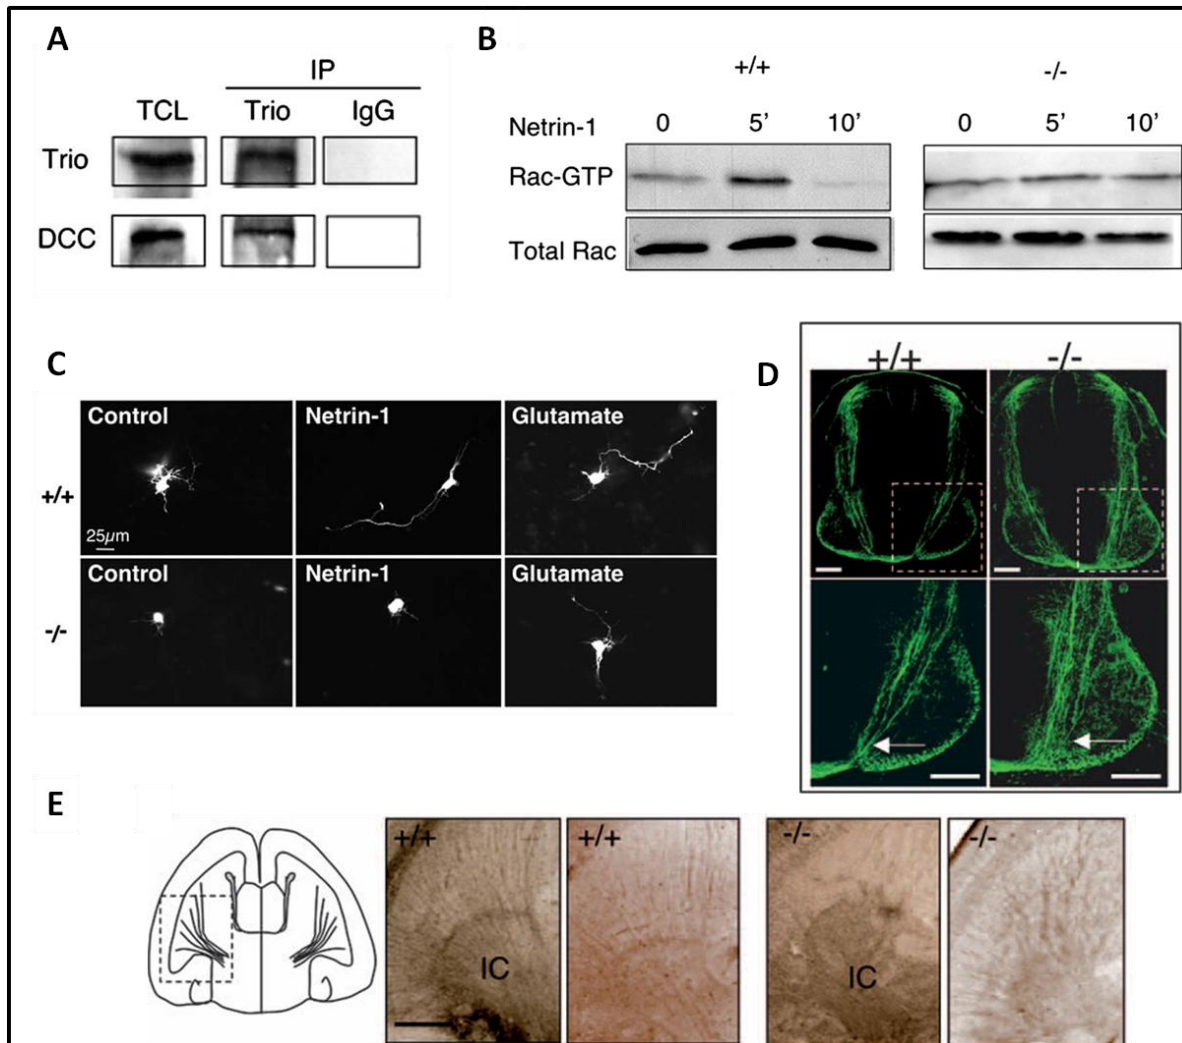 A
IP
TCL Trio IgG
Trio
DCC
B
+/+ -/-
Netrin-1 0 5’ 10’ 0 5’ 10’
Rac-GTP
Total Rac
C
Control Netrin-1 Glutamate
+/+
25µm
Control Netrin-1 Glutamate
-/-
D
+/+ -/-
E
+/+ +/+ -/- -/-
IC IC